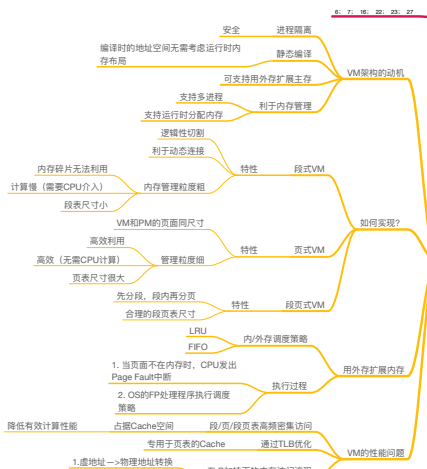 6; 7; 16; 22; 23; 27
安全
进程隔离
编译时的地址空间无需考虑运行时内
存布局
静态编译
可支持用外存扩展主存
VM架构的动机
支持多进程
支持运行时分配内存
利于内存管理
逻辑性切割
利于动态连接
内存碎片无法利用
计算慢（需要CPU介入）
段表尺寸小
内存管理粒度粗
特性
段式VM
VM和PM的页面同尺寸
高效利用
高效（无需CPU计算）
页表尺寸很大
管理粒度细
特性
页式VM
如何实现?
先分段，段内再分页
合理的段页表尺寸
特性
段页式VM
LRU
FIFO
内/外存调度策略
1. 当页面不在内存时，CPU发出
Page Fault中断
2. OS的FP处理程序执行调度
策略
执行过程
用外存扩展内存
降低有效计算性能
占据Cache空间
段/页/段页表高频密集访问
专用于页表的Cache
通过TLB优化
VM的性能问题
1.虚地址—>物理地址转换